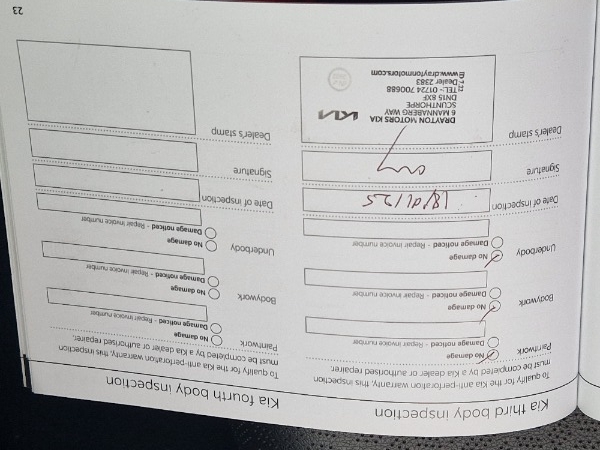 Kia third body inspection
To qualify for the Kia anti-perforation warranty, this inspection
must be completed by a Kia dealer or authorised repairer.
Paintwork
No damage
Damage noticed - Repair invoice number
Bodywork
No damage
Damage noticed - Repair invoice number
Underbody
No damage
Damage noticed - Repair invoice number
Date of inspection
Signature
Dealer's stamp
DRAYTON MOTORS KIA
6 MANNABERG WAY
SCUNTHORPE
DN15 8XF
TEL:- 01724 700688
Dealer 2383
www.draytonmotors.com
KIA
Kia fourth body inspection
To qualify for the Kia anti-perforation warranty, this inspection
must be completed by a Kia dealer or authorised repairer.
Paintwork
No damage
Damage noticed - Repair invoice number
Bodywork
No damage
Damage noticed - Repair invoice number
Underbody
No damage
Damage noticed - Repair invoice number
Date of inspection
Signature
Dealer's stamp
23